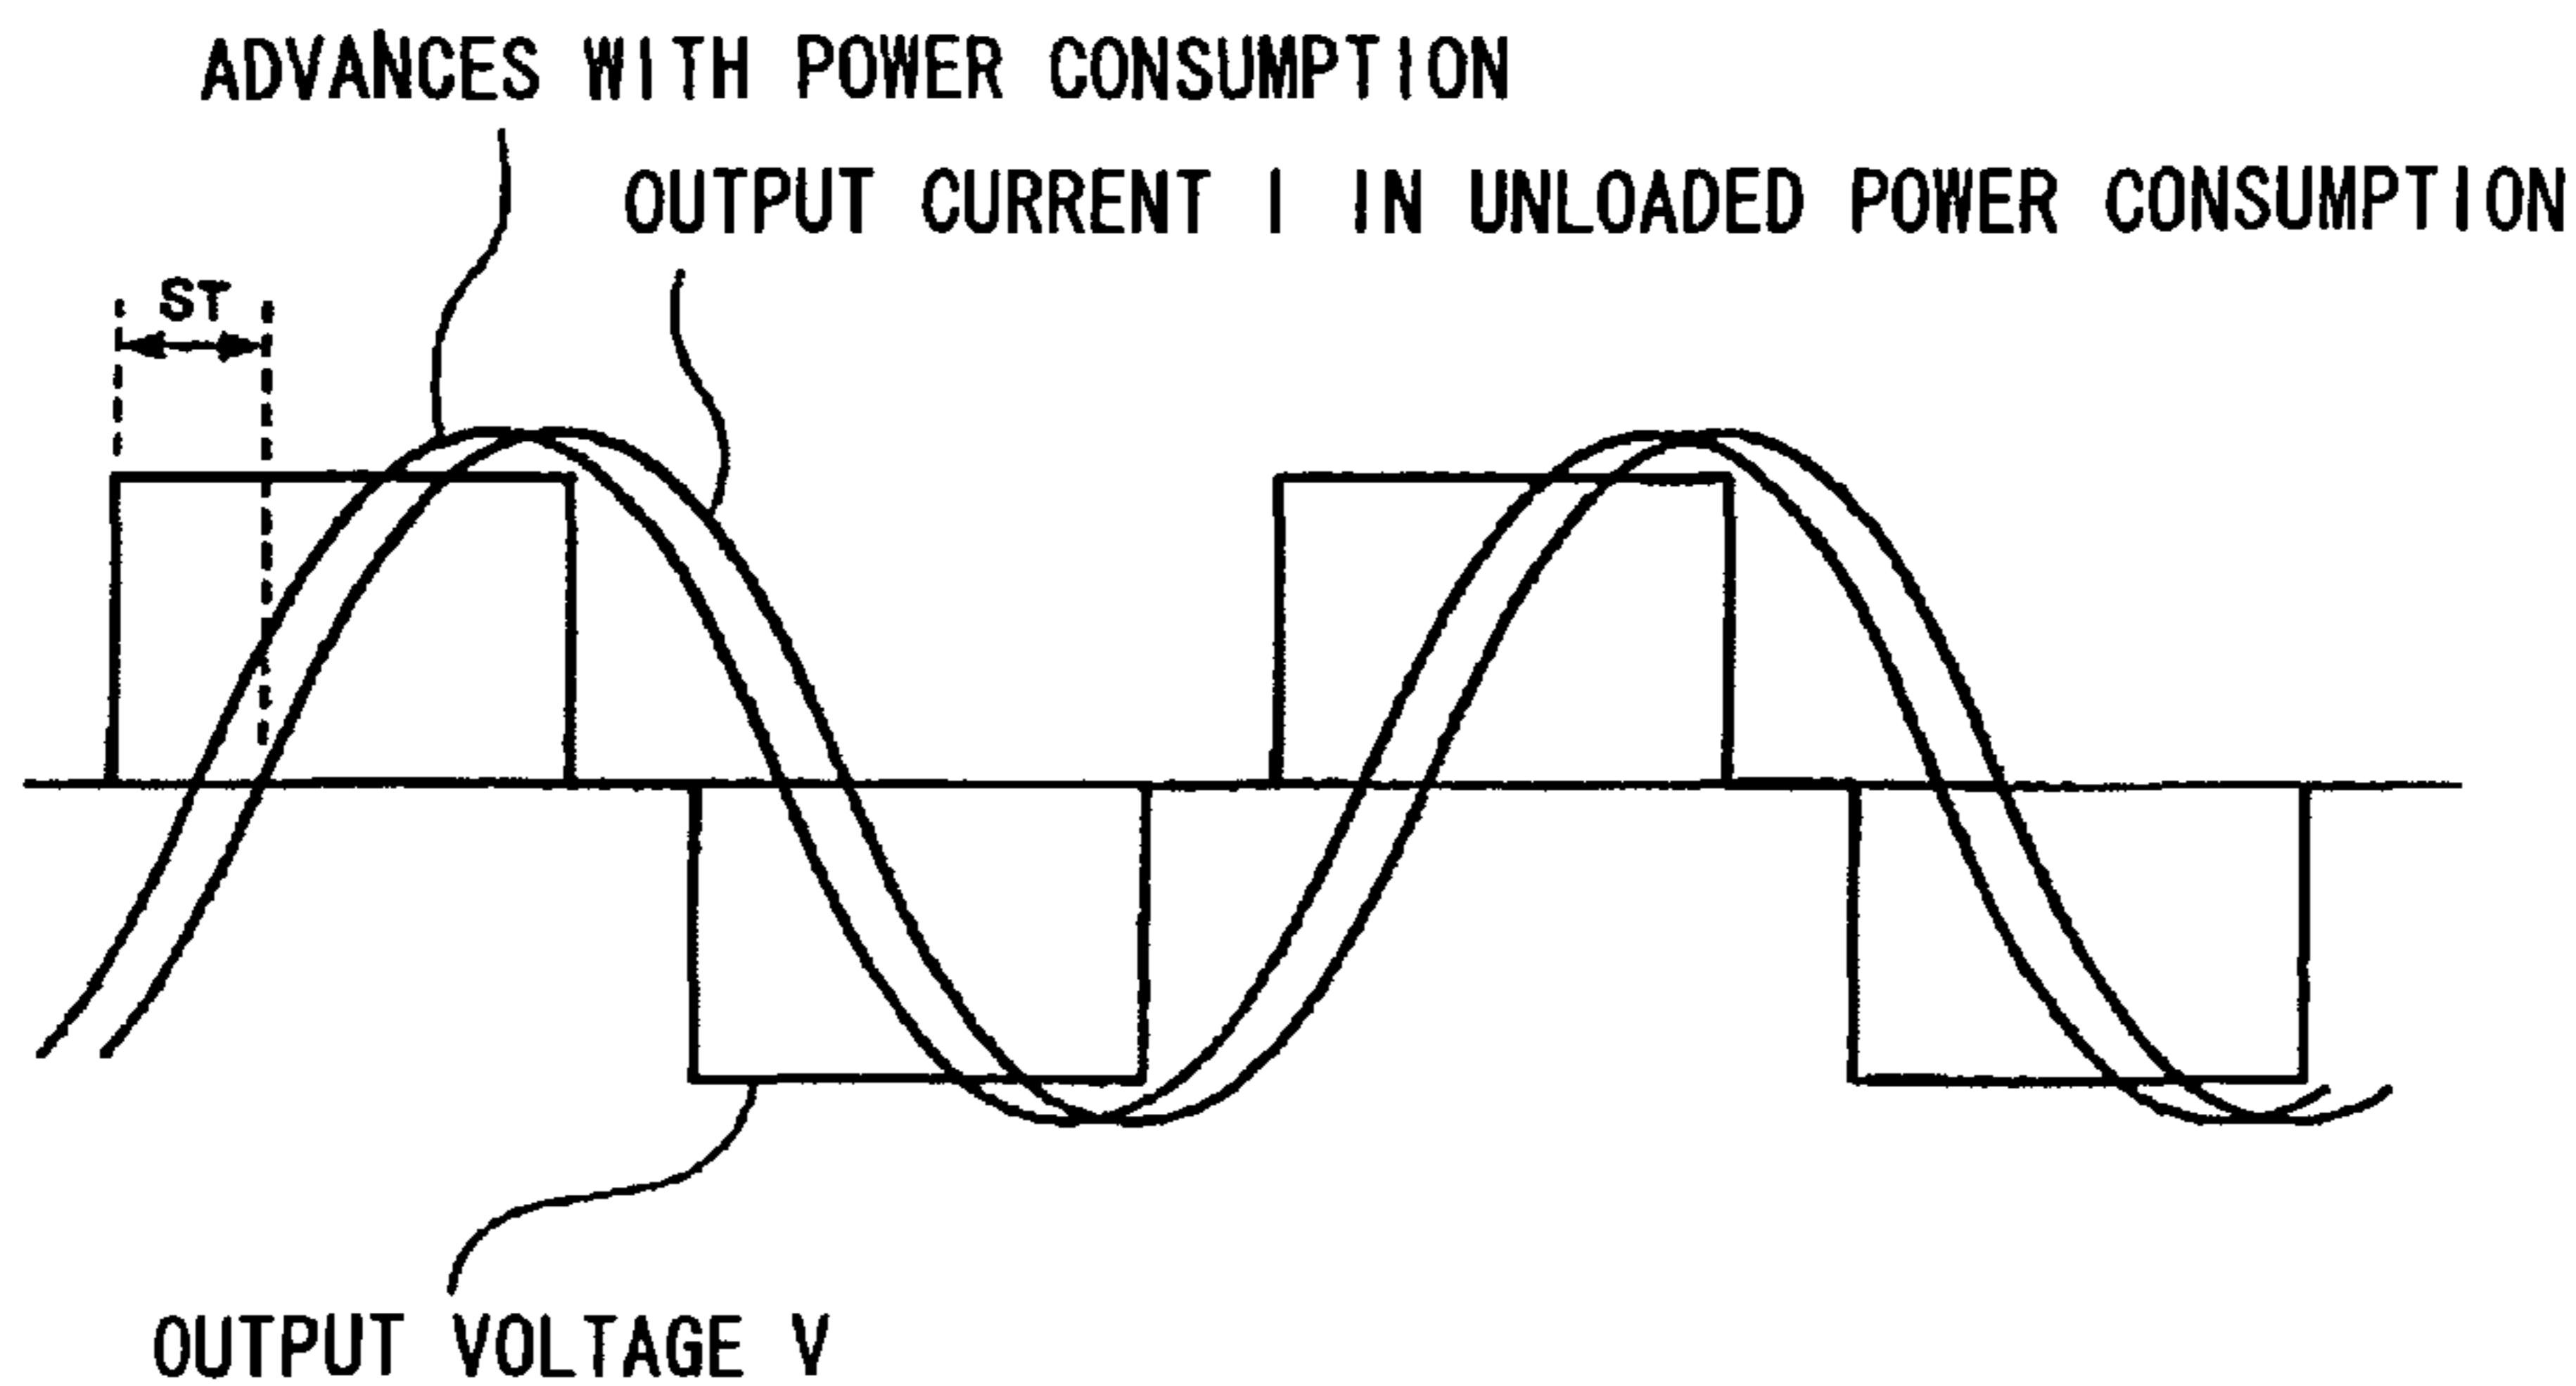 ADVANCES WITH POWER CONSUMPTION
OUTPUT CURRENT I IN UNLOADED POWER CONSUMPTION
ST
OUTPUT VOLTAGE V